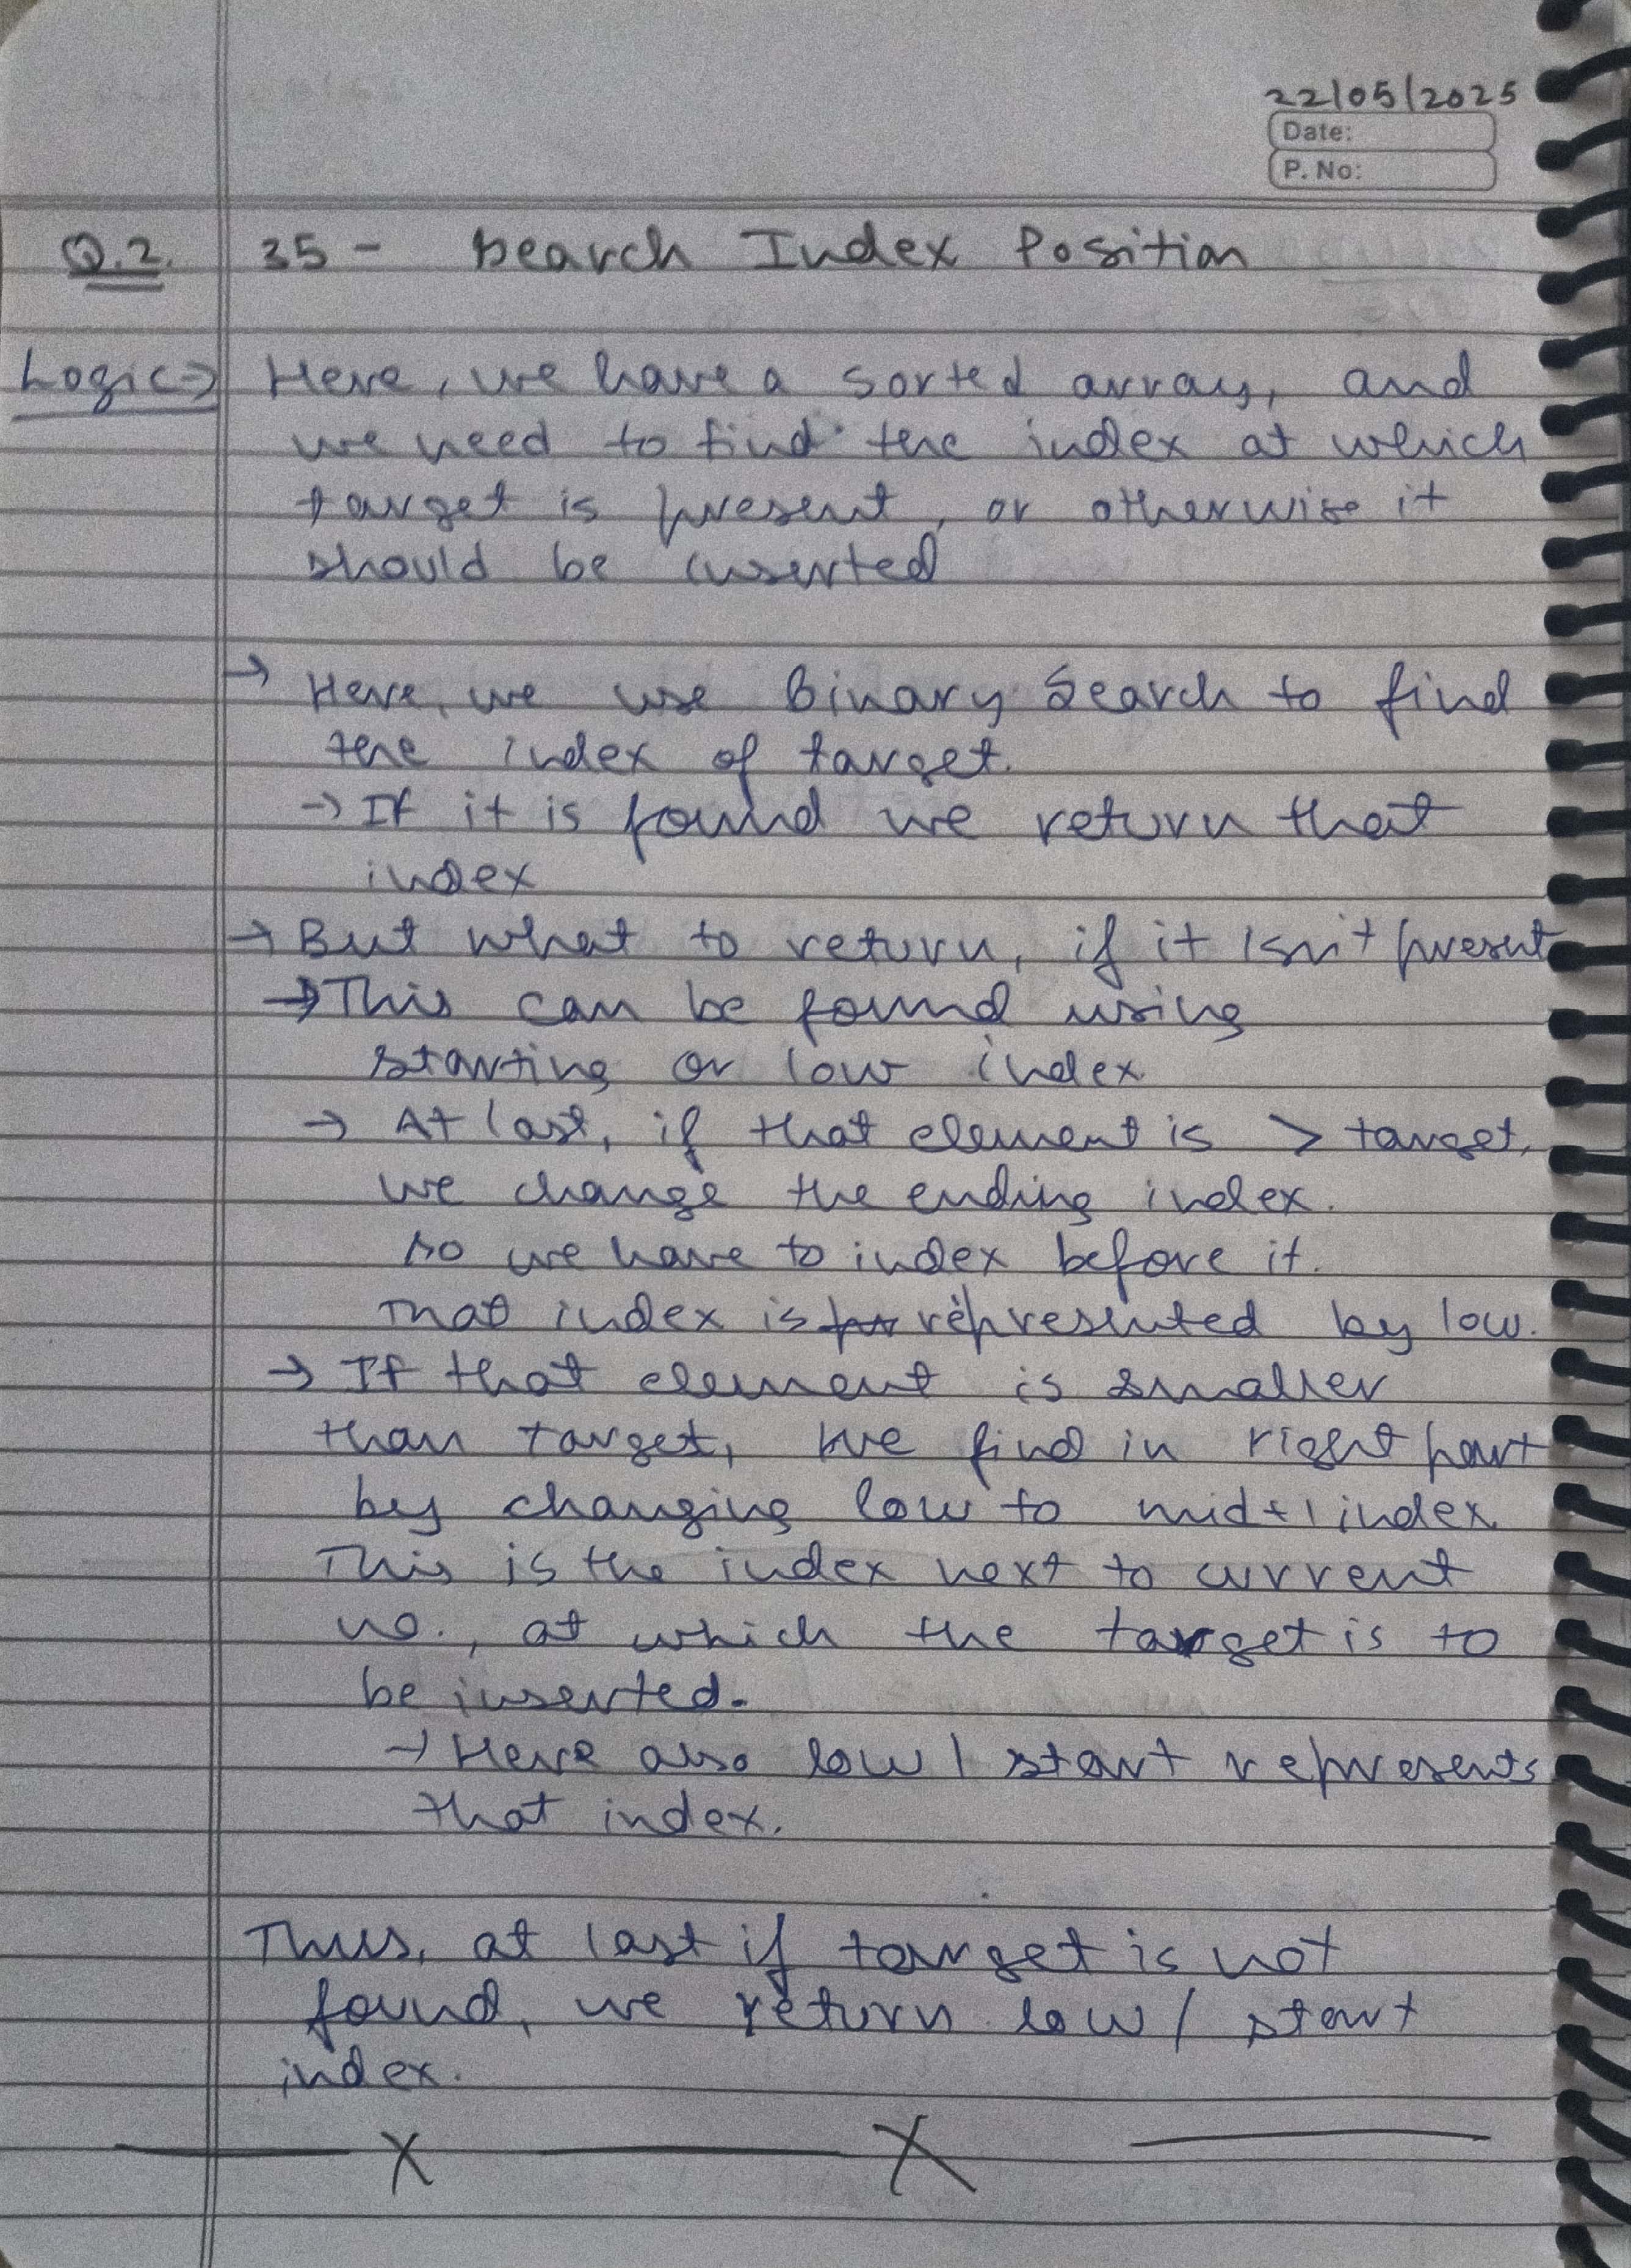 22/05/2025
Date:
P. No:
Q.2. 35 - Search Index Position
Logic→ Here, we have a sorted array, and
we need to find the index at which
target is present, or otherwise it
should be inserted
→ Here, we use Binary Search to find
the index of target.
→ If it is found we return that
index
→ But what to return, if it isn't present
→ This can be found using
starting or low index
→ At last, if that element is > target,
we change the ending index.
so we have to index before it.
That index is represented by low.
→ If that element is smaller
than target, we find in right part
by changing low to mid+1 index
This is the index next to current
no., at which the target is to
be inserted.
→ Here also low / start represents
that index.
Thus, at last if target is not
found, we return low / start
index.
X X